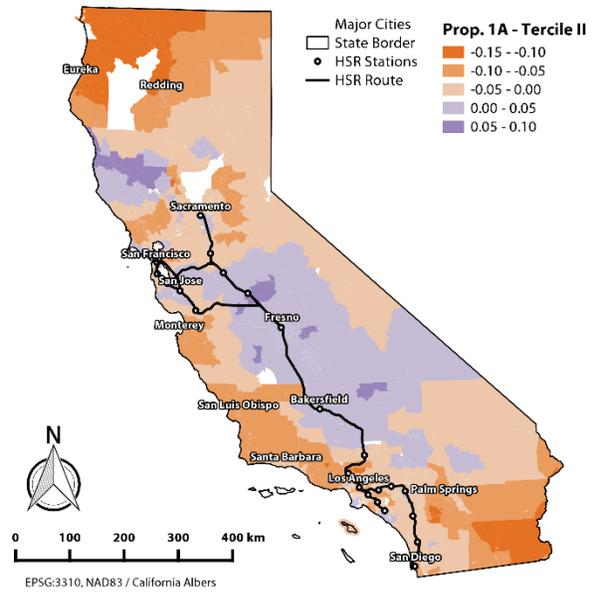 Major Cities
State Border
HSR Stations
HSR Route
Prop. 1A - Tercile II
-0.15 - -0.10
-0.10 - -0.05
-0.05 - 0.00
0.00 - 0.05
0.05 - 0.10
Eureka
Redding
Sacramento
San Francisco
San Jose
Monterey
Fresno
San Luis Obispo
Bakersfield
Santa Barbara
Los Angeles
Palm Springs
San Diego
N
0 100 200 300 400 km
EPSG:3310, NAD83 / California Albers